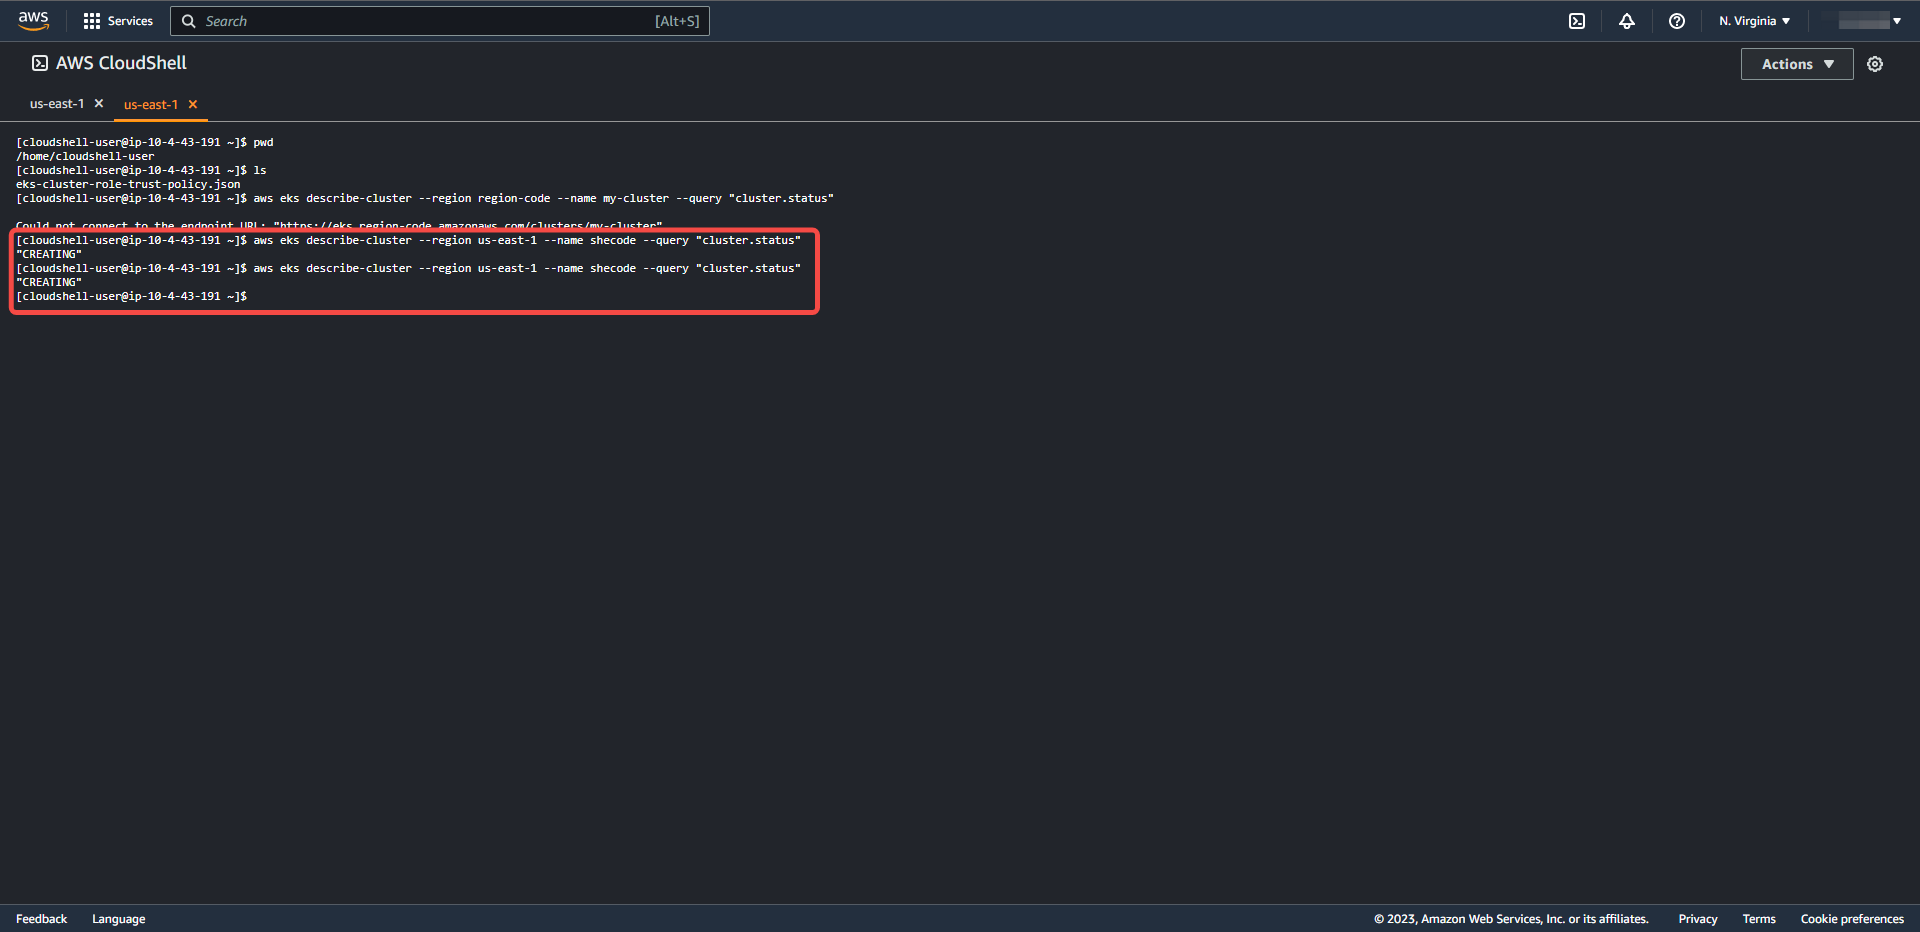 aws Services Search [Alt+S] N. Virginia
AWS CloudShell Actions
us-east-1 us-east-1
[cloudshell-user@ip-10-4-43-191 ~]$ pwd
/home/cloudshell-user
[cloudshell-user@ip-10-4-43-191 ~]$ ls
eks-cluster-role-trust-policy.json
[cloudshell-user@ip-10-4-43-191 ~]$ aws eks describe-cluster --region region-code --name my-cluster --query "cluster.status"
Could not connect to the endpoint URL: "https://eks.region-code.amazonaws.com/clusters/my-cluster"
[cloudshell-user@ip-10-4-43-191 ~]$ aws eks describe-cluster --region us-east-1 --name shecode --query "cluster.status"
"CREATING"
[cloudshell-user@ip-10-4-43-191 ~]$ aws eks describe-cluster --region us-east-1 --name shecode --query "cluster.status"
"CREATING"
[cloudshell-user@ip-10-4-43-191 ~]$
Feedback Language © 2023, Amazon Web Services, Inc. or its affiliates. Privacy Terms Cookie preferences